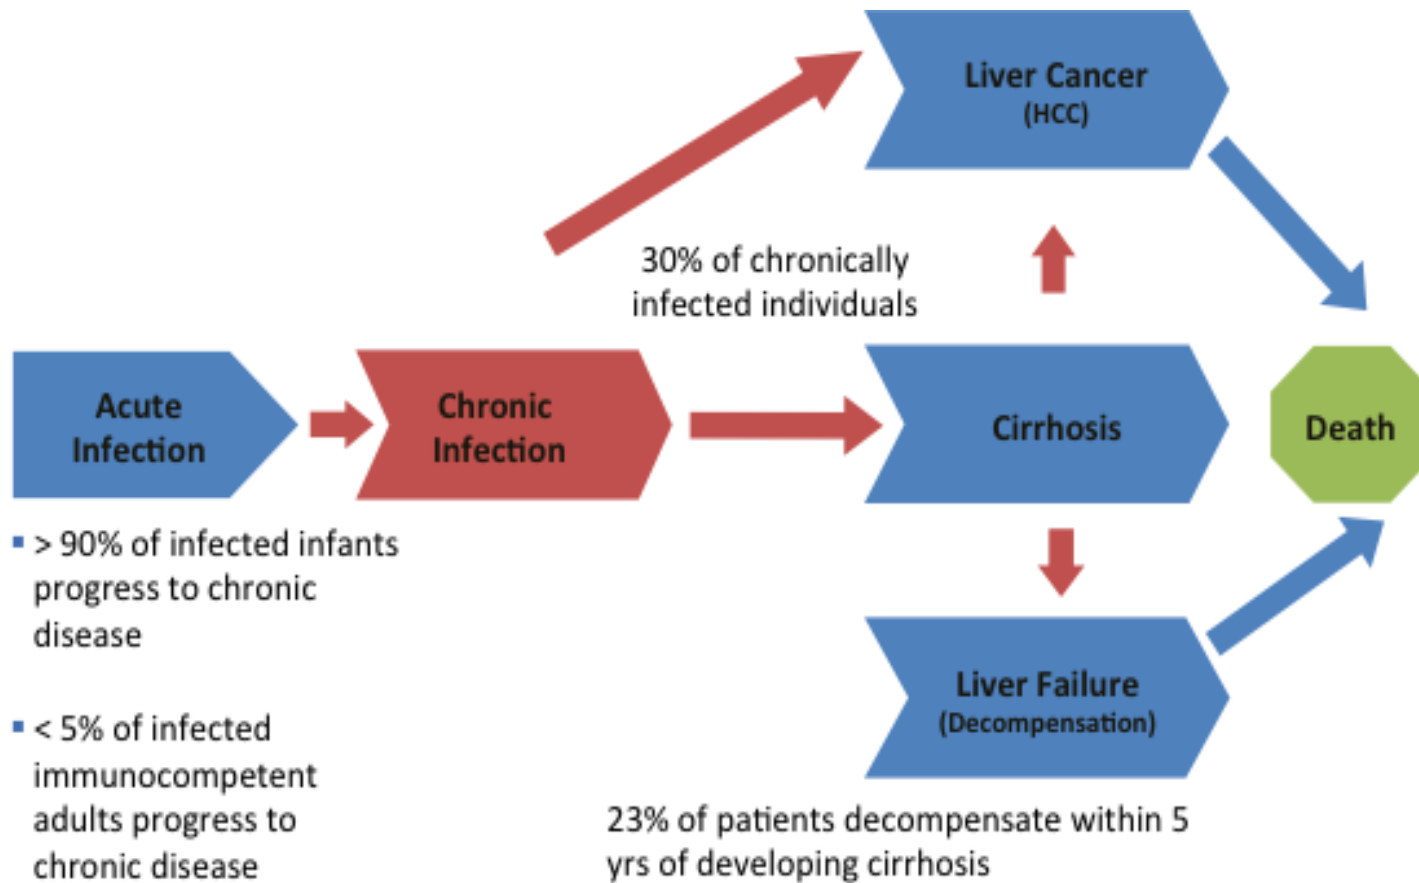 Liver Cancer
(HCC)
30% of chronically
infected individuals
Acute
Infection
Chronic
Infection
Cirrhosis
Death
▪ > 90% of infected infants
progress to chronic
disease
▪ < 5% of infected
immunocompetent
adults progress to
chronic disease
Liver Failure
(Decompensation)
23% of patients decompensate within 5
yrs of developing cirrhosis